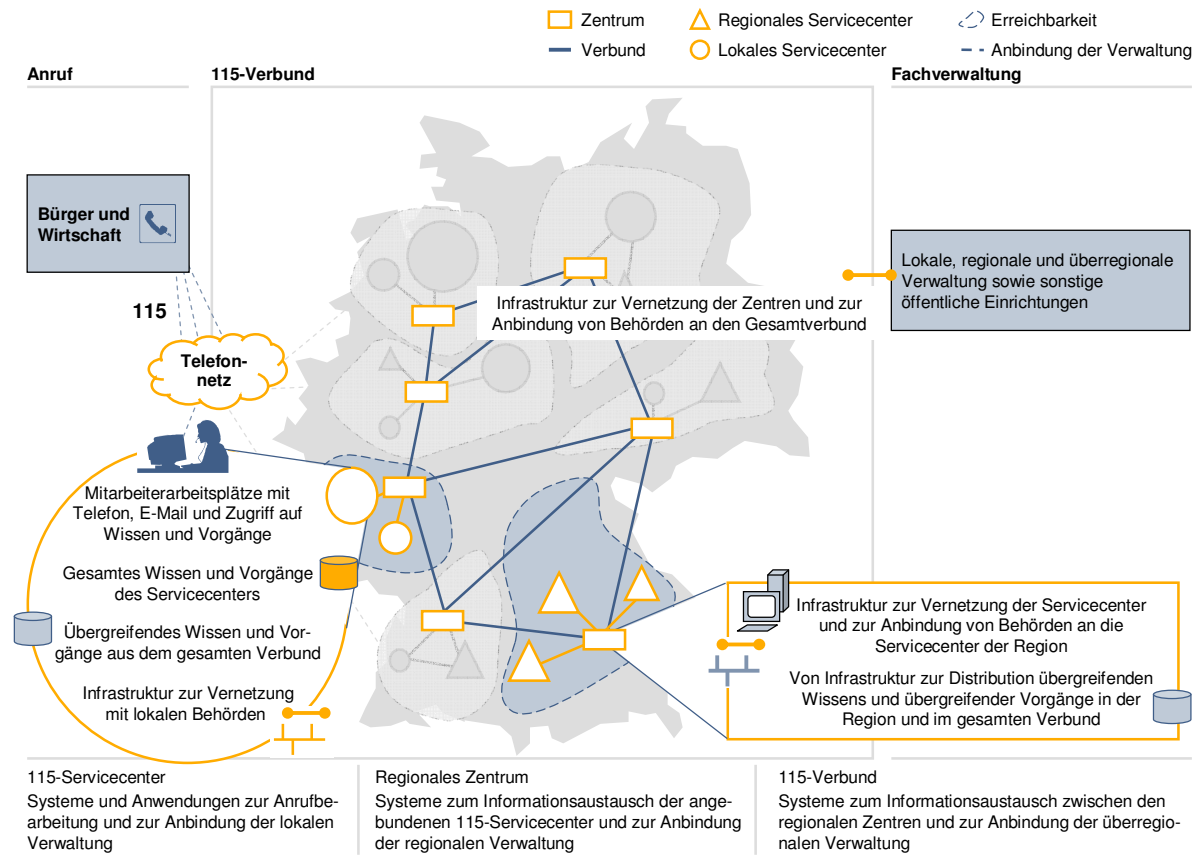 Zentrum
Regionales Servicecenter
Erreichbarkeit
Verbund
Lokales Servicecenter
Anbindung der Verwaltung
Anruf
115-Verbund
Fachverwaltung
Bürger und
Wirtschaft
115
Telefon-
netz
Infrastruktur zur Vernetzung der Zentren und zur
Anbindung von Behörden an den Gesamtverbund
Lokale, regionale und überregionale
Verwaltung sowie sonstige
öffentliche Einrichtungen
Mitarbeiterarbeitsplätze mit
Telefon, E-Mail und Zugriff auf
Wissen und Vorgänge
Gesamtes Wissen und Vorgänge
des Servicecenters
Übergreifendes Wissen und Vor-
gänge aus dem gesamten Verbund
Infrastruktur zur Vernetzung
mit lokalen Behörden
Infrastruktur zur Vernetzung der Servicecenter
und zur Anbindung von Behörden an die
Servicecenter der Region
Von Infrastruktur zur Distribution übergreifenden
Wissens und übergreifender Vorgänge in der
Region und im gesamten Verbund
115-Servicecenter
Systeme und Anwendungen zur Anrufbe-
arbeitung und zur Anbindung der lokalen
Verwaltung
Regionales Zentrum
Systeme zum Informationsaustausch der ange-
bundenen 115-Servicecenter und zur Anbindung
der regionalen Verwaltung
115-Verbund
Systeme zum Informationsaustausch zwischen den
regionalen Zentren und zur Anbindung der überregio-
nalen Verwaltung